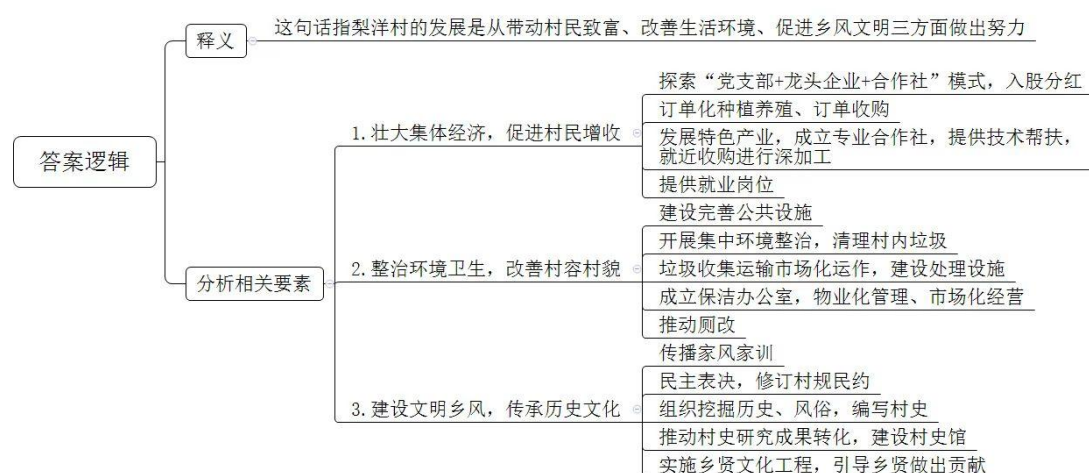 答案逻辑
释义
这句话指梨洋村的发展是从带动村民致富、改善生活环境、促进乡风文明三方面做出努力
分析相关要素
1.壮大集体经济，促进村民增收
探索“党支部+龙头企业+合作社”模式，入股分红
订单化种植养殖、订单收购
发展特色产业，成立专业合作社，提供技术帮扶，
就近收购进行深加工
提供就业岗位
2.整治环境卫生，改善村容村貌
建设完善公共设施
开展集中环境整治，清理村内垃圾
垃圾收集运输市场化运作，建设处理设施
成立保洁办公室，物业化管理、市场化经营
推动厕改
3.建设文明乡风，传承历史文化
传播家风家训
民主表决，修订村规民约
组织挖掘历史、风俗，编写村史
推动村史研究成果转化，建设村史馆
实施乡贤文化工程，引导乡贤做出贡献